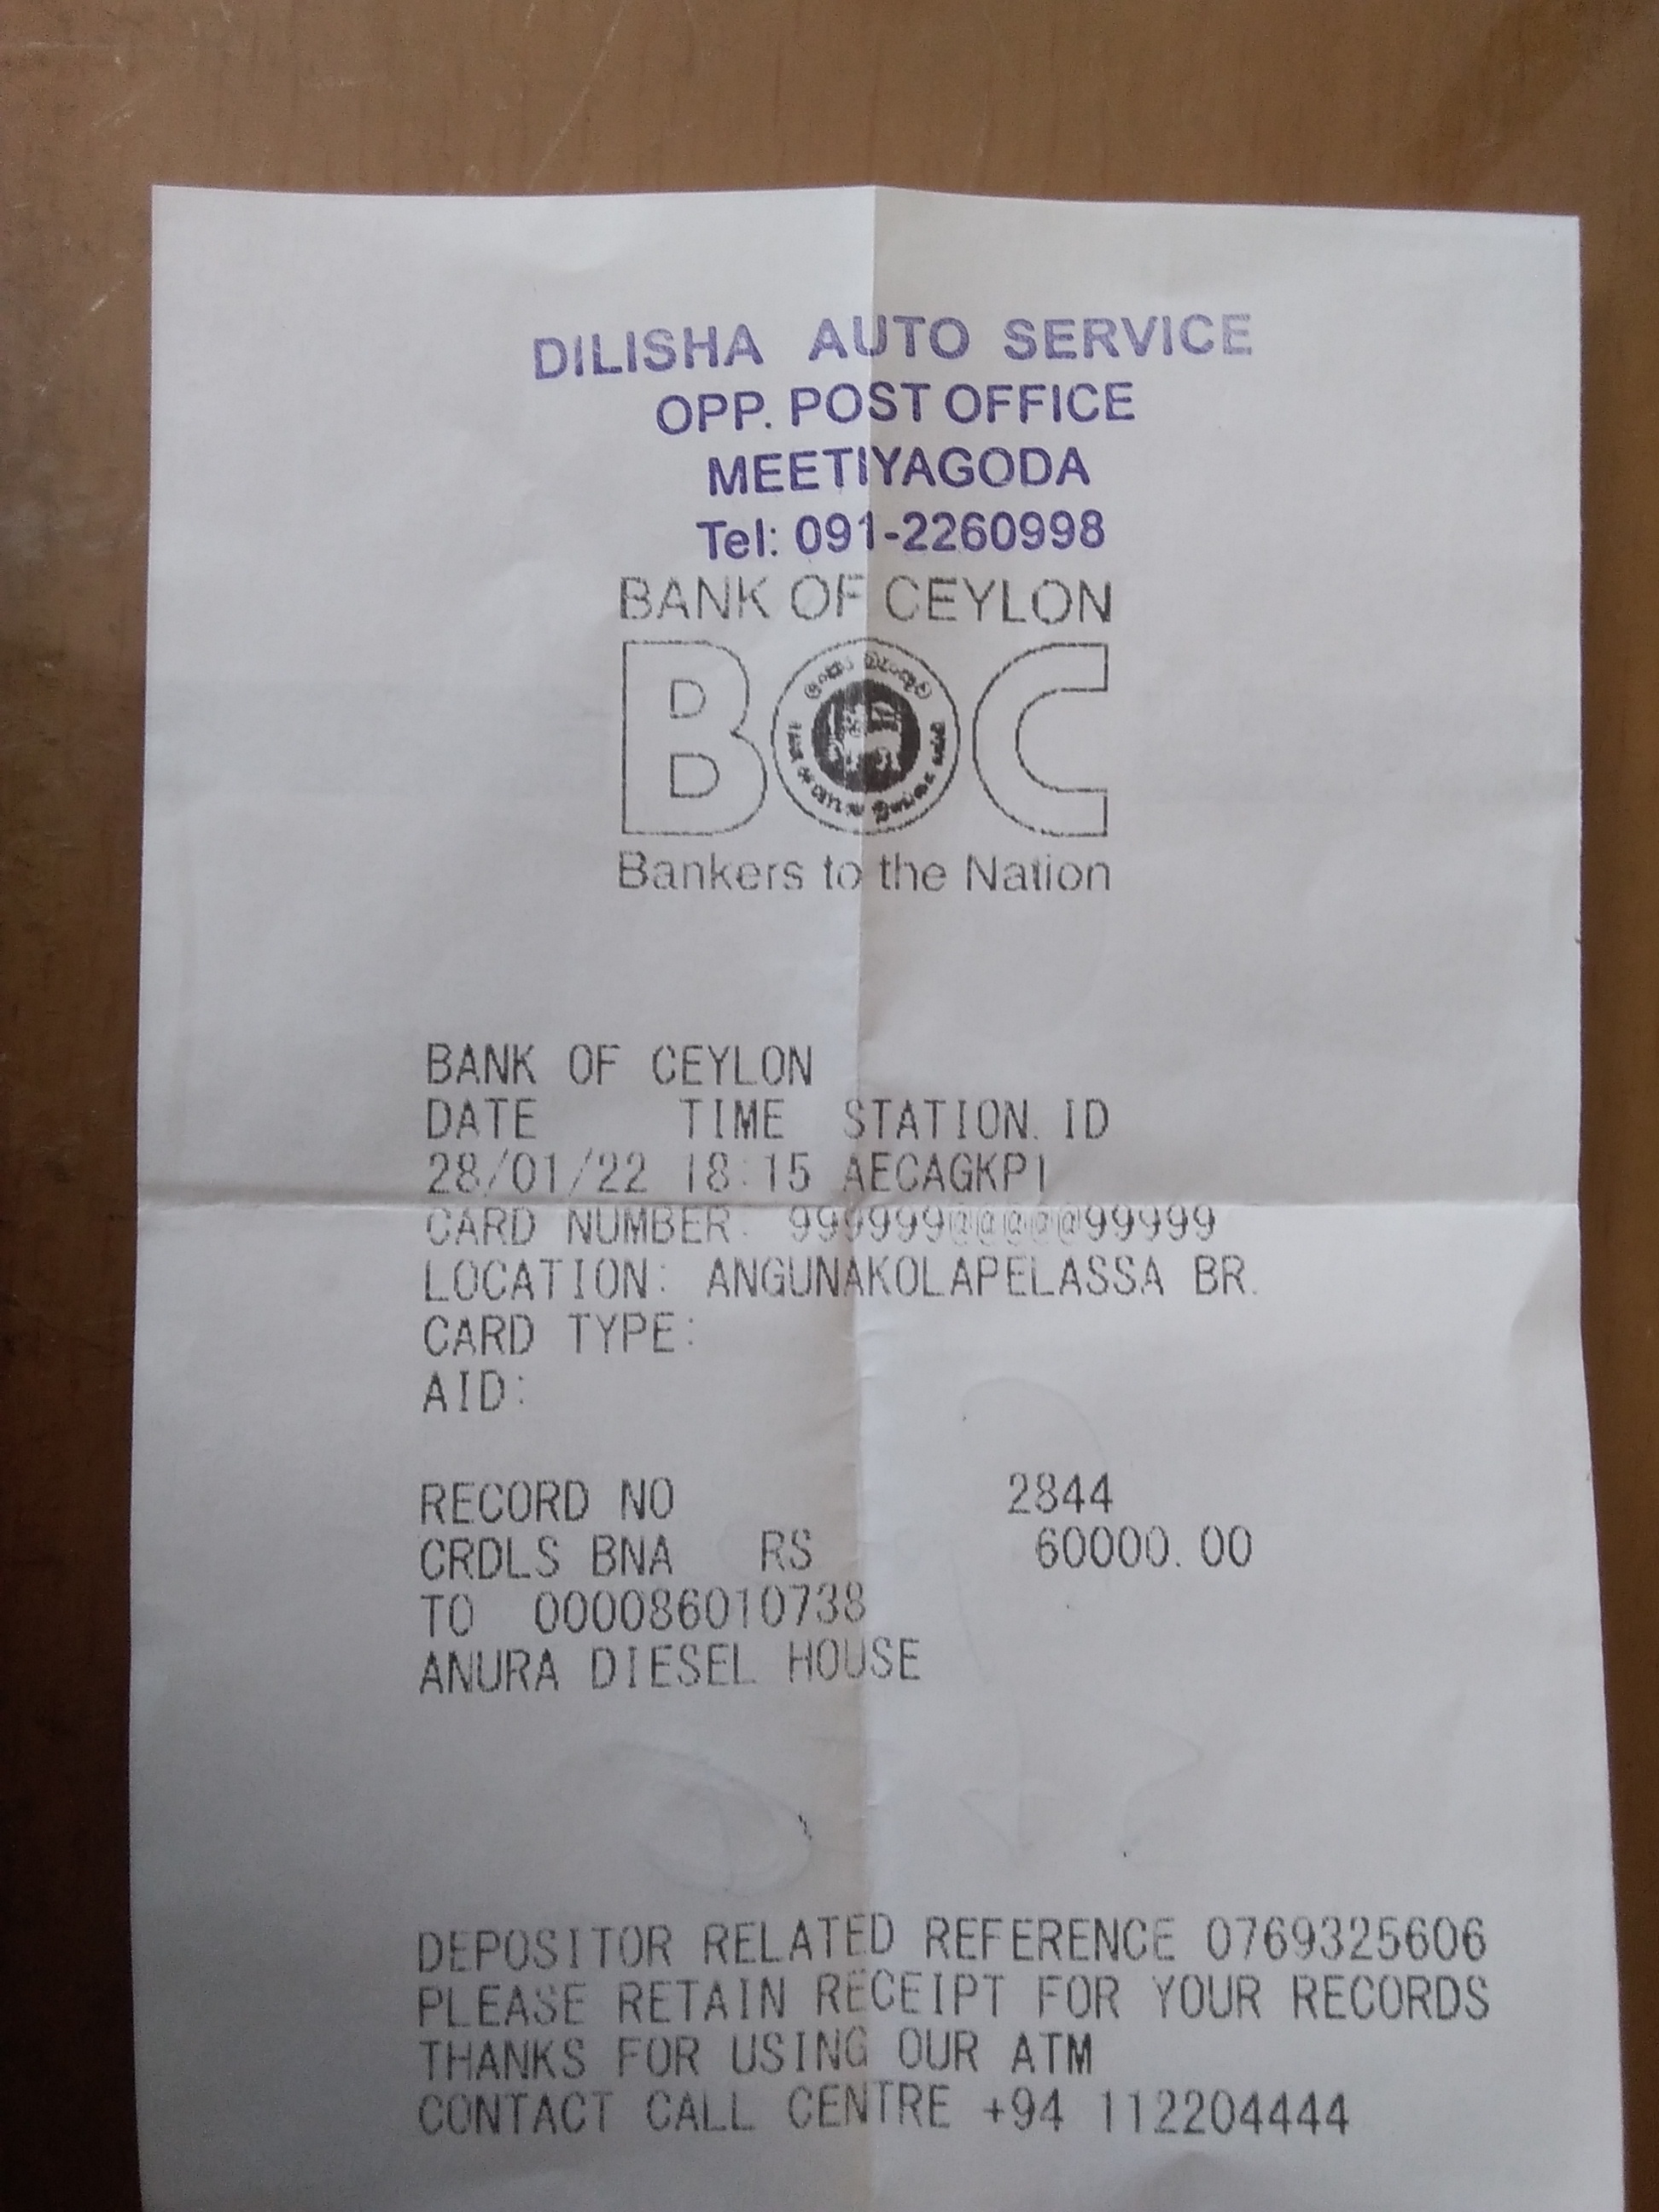 DILISHA AUTO SERVICE
OPP. POST OFFICE
MEETIYAGODA
Tel: 091-2260998
BANK OF CEYLON
BOC
Bankers to the Nation
BANK OF CEYLON
DATE TIME STATION. ID
28/01/22 18:15 AECAGKP1
CARD NUMBER: 999999@@@@@99999
LOCATION: ANGUNAKOLAPELASSA BR.
CARD TYPE:
AID:
RECORD NO 2844
CRDLS BNA RS 60000.00
TO 000086010738
ANURA DIESEL HOUSE
DEPOSITOR RELATED REFERENCE 0769325606
PLEASE RETAIN RECEIPT FOR YOUR RECORDS
THANKS FOR USING OUR ATM
CONTACT CALL CENTRE +94 112204444